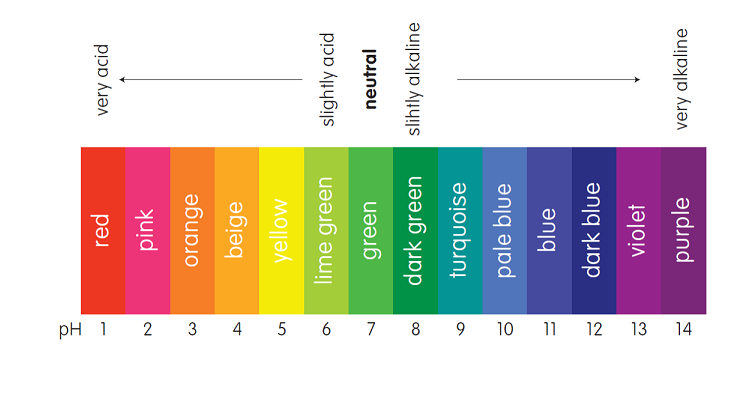 very acid
slightly acid
neutral
slihtly alkaline
very alkaline
red
pink
orange
beige
yellow
lime green
green
dark green
turquoise
pale blue
blue
dark blue
violet
purple
pH 1 2 3 4 5 6 7 8 9 10 11 12 13 14